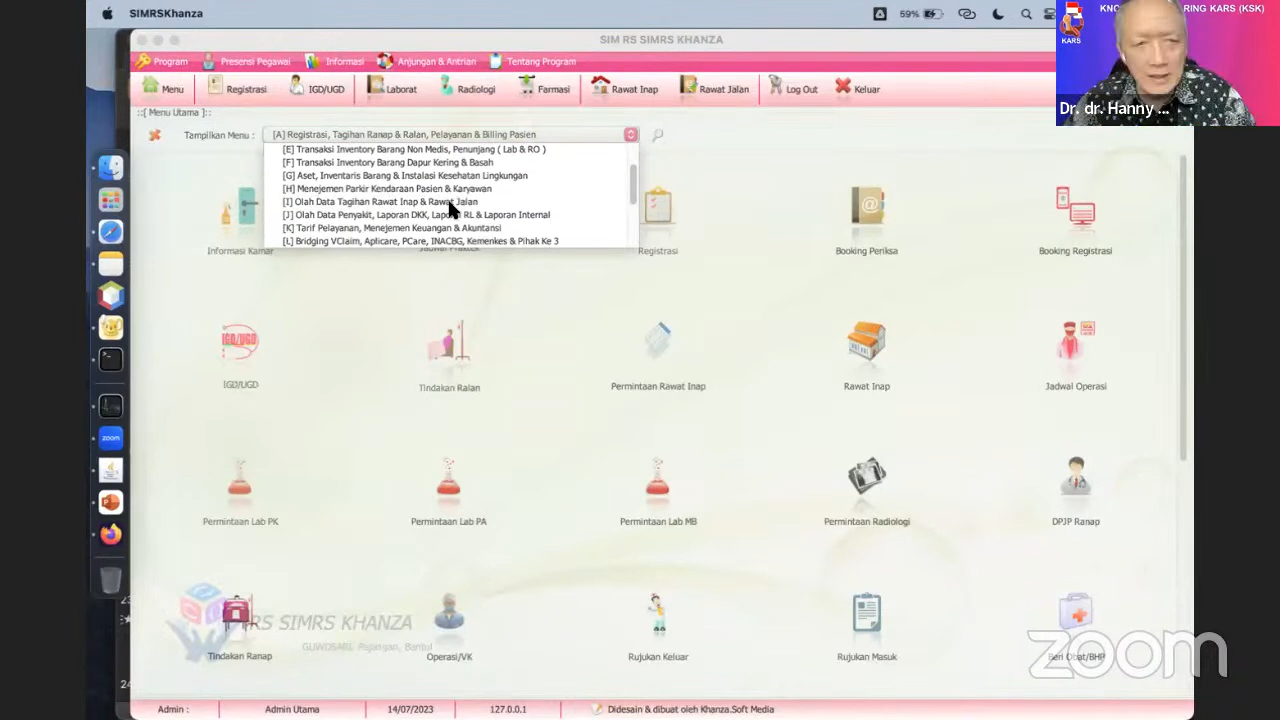 SIMRSKhanza
59%
SIM RS SIMRS KHANZA
KNO
RING KARS (KSK)
KARS
Dr. dr. Hanny ...
Program
Presensi Pegawai
Informasi
Anjungan & Antrian
Tentang Program
Menu
Registrasi
IGD/UGD
Laborat
Radiologi
Farmasi
Rawat Inap
Rawat Jalan
Log Out
Keluar
::[ Menu Utama ]::
Tampilkan Menu :
[A] Registrasi, Tagihan Ranap & Ralan, Pelayanan & Billing Pasien
[E] Transaksi Inventory Barang Non Medis, Penunjang ( Lab & RO )
[F] Transaksi Inventory Barang Dapur Kering & Basah
[G] Aset, Inventaris Barang & Instalasi Kesehatan Lingkungan
[H] Menejemen Parkir Kendaraan Pasien & Karyawan
[I] Olah Data Tagihan Rawat Inap & Rawat Jalan
[J] Olah Data Penyakit, Laporan DKK, Laporan RL & Laporan Internal
[K] Tarif Pelayanan, Menejemen Keuangan & Akuntansi
[L] Bridging VClaim, Aplicare, PCare, INACBG, Kemenkes & Pihak Ke 3
Informasi Kamar
Registrasi
Booking Periksa
Booking Registrasi
IGD/UGD
IGD/UGD
Tindakan Ralan
Permintaan Rawat Inap
Rawat Inap
Jadwal Operasi
Permintaan Lab PK
Permintaan Lab PA
Permintaan Lab MB
Permintaan Radiologi
DPJP Ranap
RS SIMRS KHANZA
Tindakan Ranap
Operasi/VK
Rujukan Keluar
Rujukan Masuk
Beri Obat/BHP
zoom
zoom
Admin :
Admin Utama
14/07/2023
127.0.0.1
Didesain & dibuat oleh Khanza.Soft Media